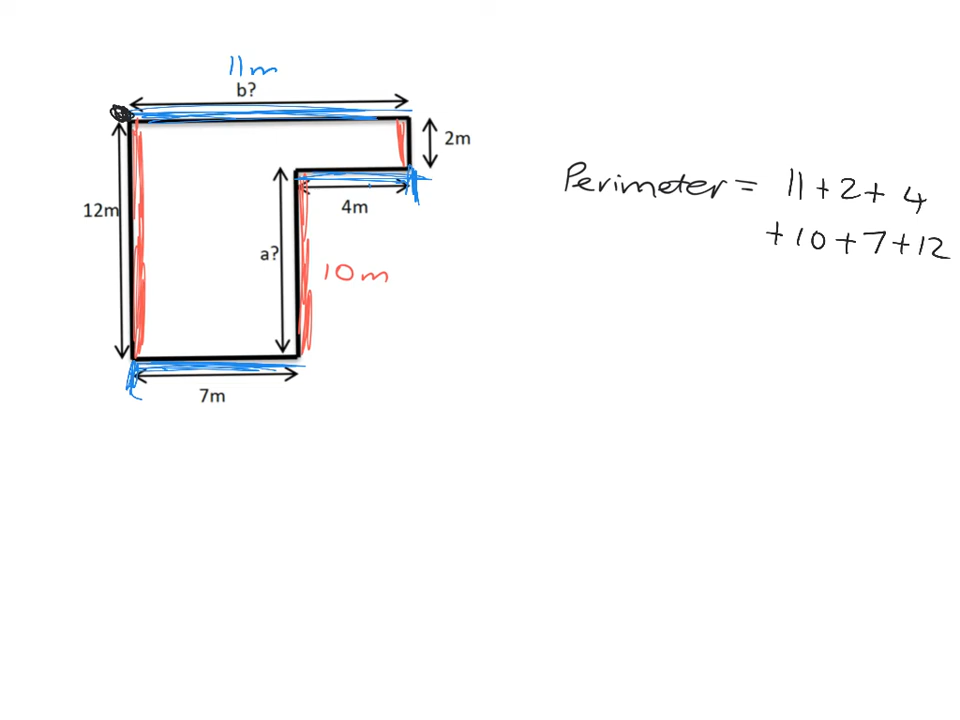 11m
b?
2m
12m
4m
a?
10m
7m
Perimeter = 11+2+4
+10+7+12